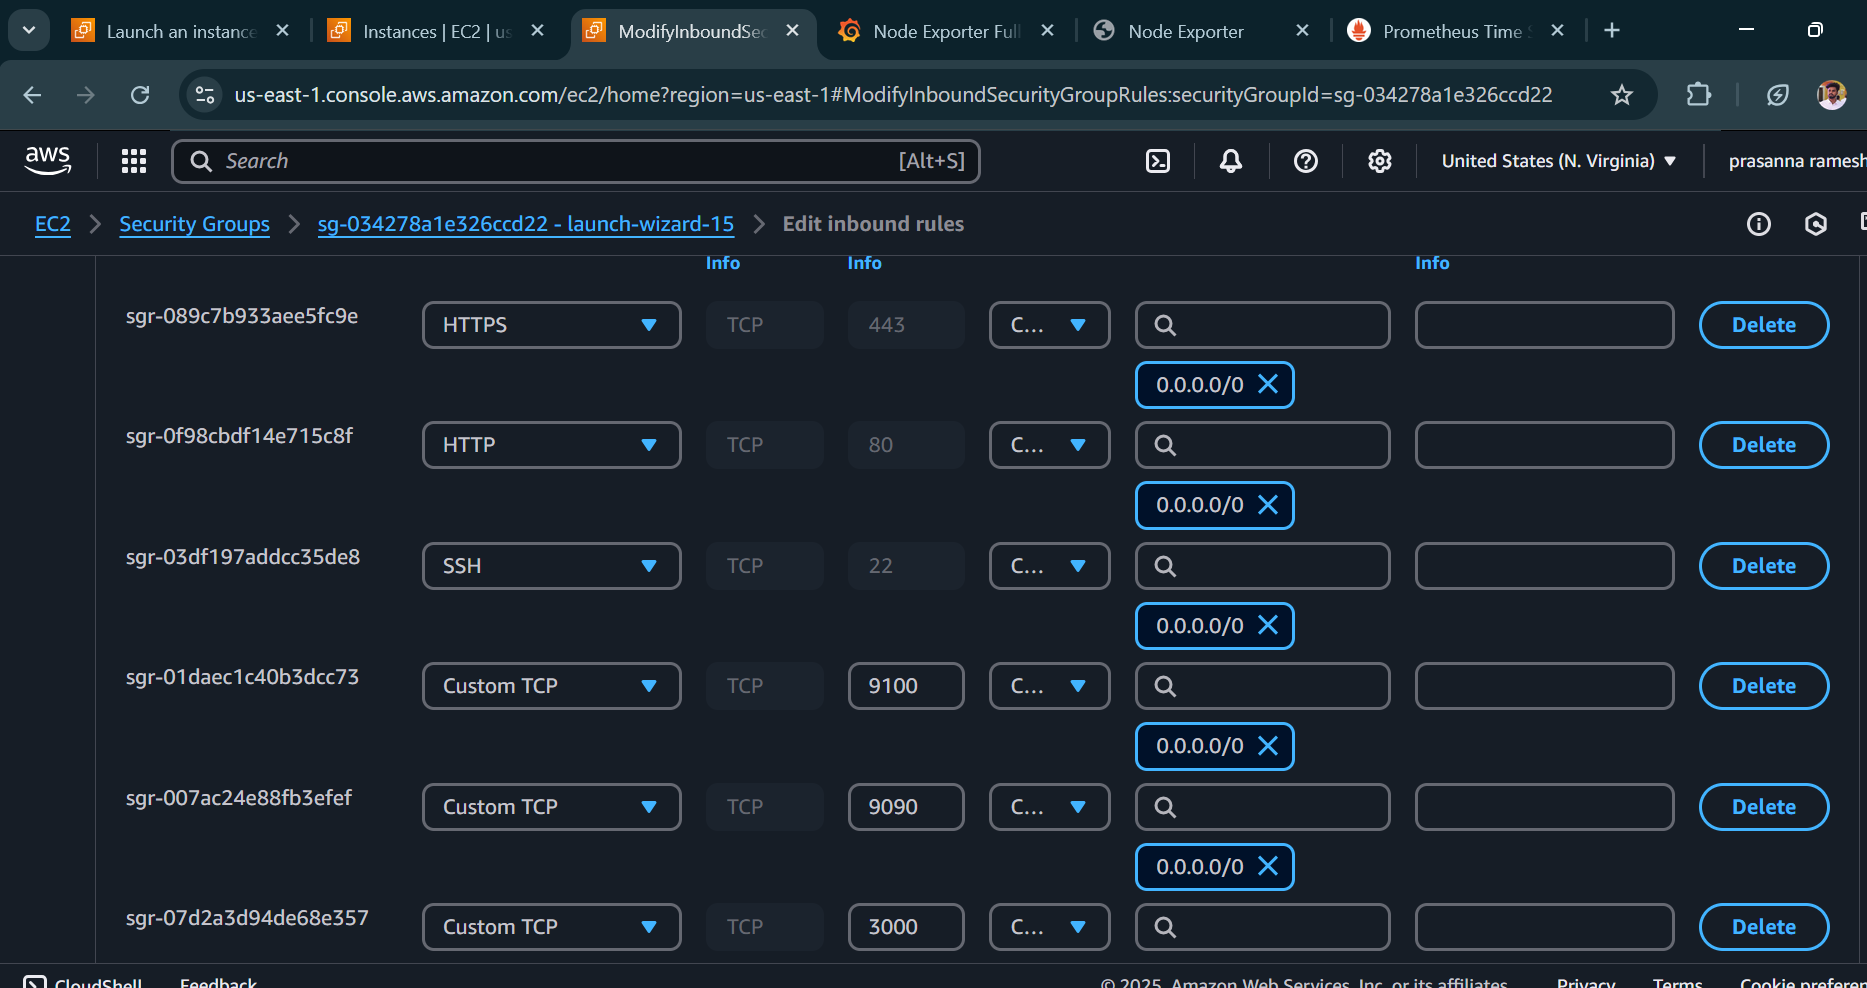 Launch an instance
Instances | EC2 | us
ModifyInboundSec
Node Exporter Full
Node Exporter
Prometheus Time S
us-east-1.console.aws.amazon.com/ec2/home?region=us-east-1#ModifyInboundSecurityGroupRules:securityGroupId=sg-034278a1e326ccd22
aws
Search
[Alt+S]
United States (N. Virginia)
prasanna ramesh
EC2
Security Groups
sg-034278a1e326ccd22 - launch-wizard-15
Edit inbound rules
Info
Info
Info
sgr-089c7b933aee5fc9e
HTTPS
TCP
443
C...
Delete
0.0.0.0/0
sgr-0f98cbdf14e715c8f
HTTP
TCP
80
C...
Delete
0.0.0.0/0
sgr-03df197addcc35de8
SSH
TCP
22
C...
Delete
0.0.0.0/0
sgr-01daec1c40b3dcc73
Custom TCP
TCP
9100
C...
Delete
0.0.0.0/0
sgr-007ac24e88fb3efef
Custom TCP
TCP
9090
C...
Delete
0.0.0.0/0
sgr-07d2a3d94de68e357
Custom TCP
TCP
3000
C...
Delete
CloudShell
Feedback
© 2025, Amazon Web Services, Inc. or its affiliates.
Privacy
Terms
Cookie preferen